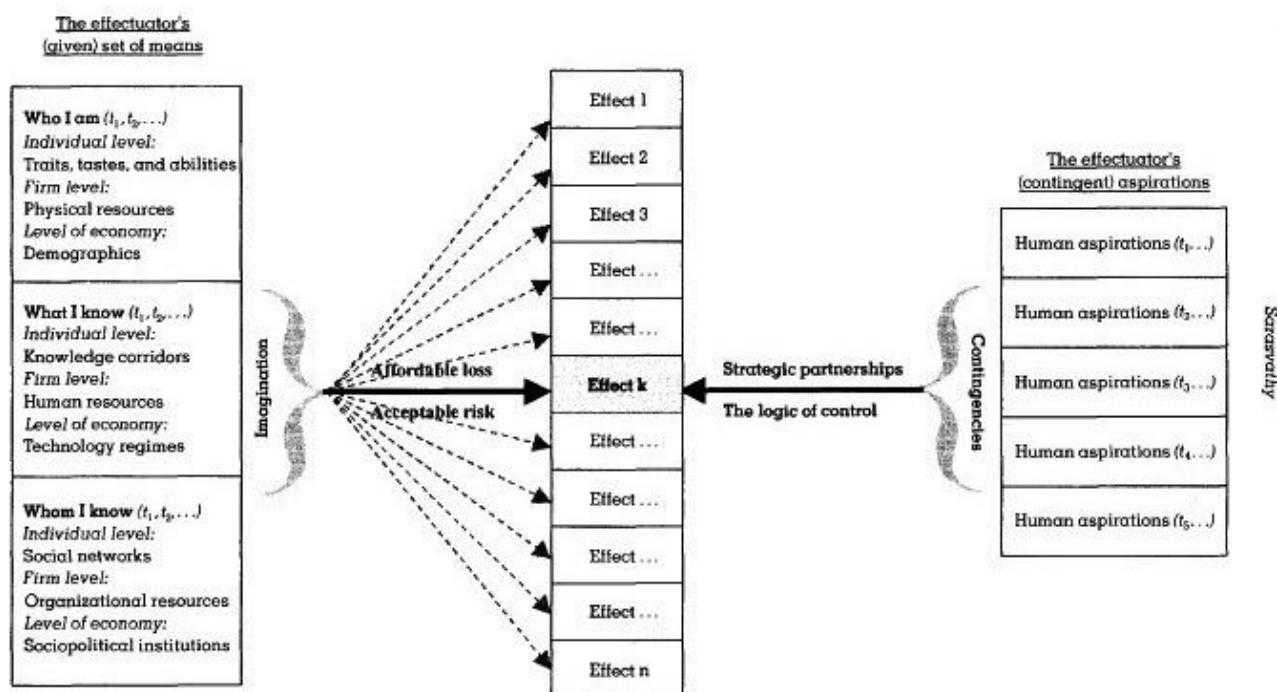 The effectuator's
(given) set of means
Who I am (t₁, t₂,...)
Individual level:
Traits, tastes, and abilities
Firm level:
Physical resources
Level of economy:
Demographics
What I know (t₁, t₂,...)
Individual level:
Knowledge corridors
Firm level:
Human resources
Level of economy:
Technology regimes
Whom I know (t₁, t₂,...)
Individual level:
Social networks
Firm level:
Organizational resources
Level of economy:
Sociopolitical institutions
Imagination
Affordable loss
Acceptable risk
Effect 1
Effect 2
Effect 3
Effect ...
Effect ...
Effect k
Effect ...
Effect ...
Effect ...
Effect ...
Effect n
Strategic partnerships
The logic of control
Contingencies
The effectuator's
(contingent) aspirations
Human aspirations (t₁...)
Human aspirations (t₂...)
Human aspirations (t₃...)
Human aspirations (t₄...)
Human aspirations (t₅...)
Sarasvathy